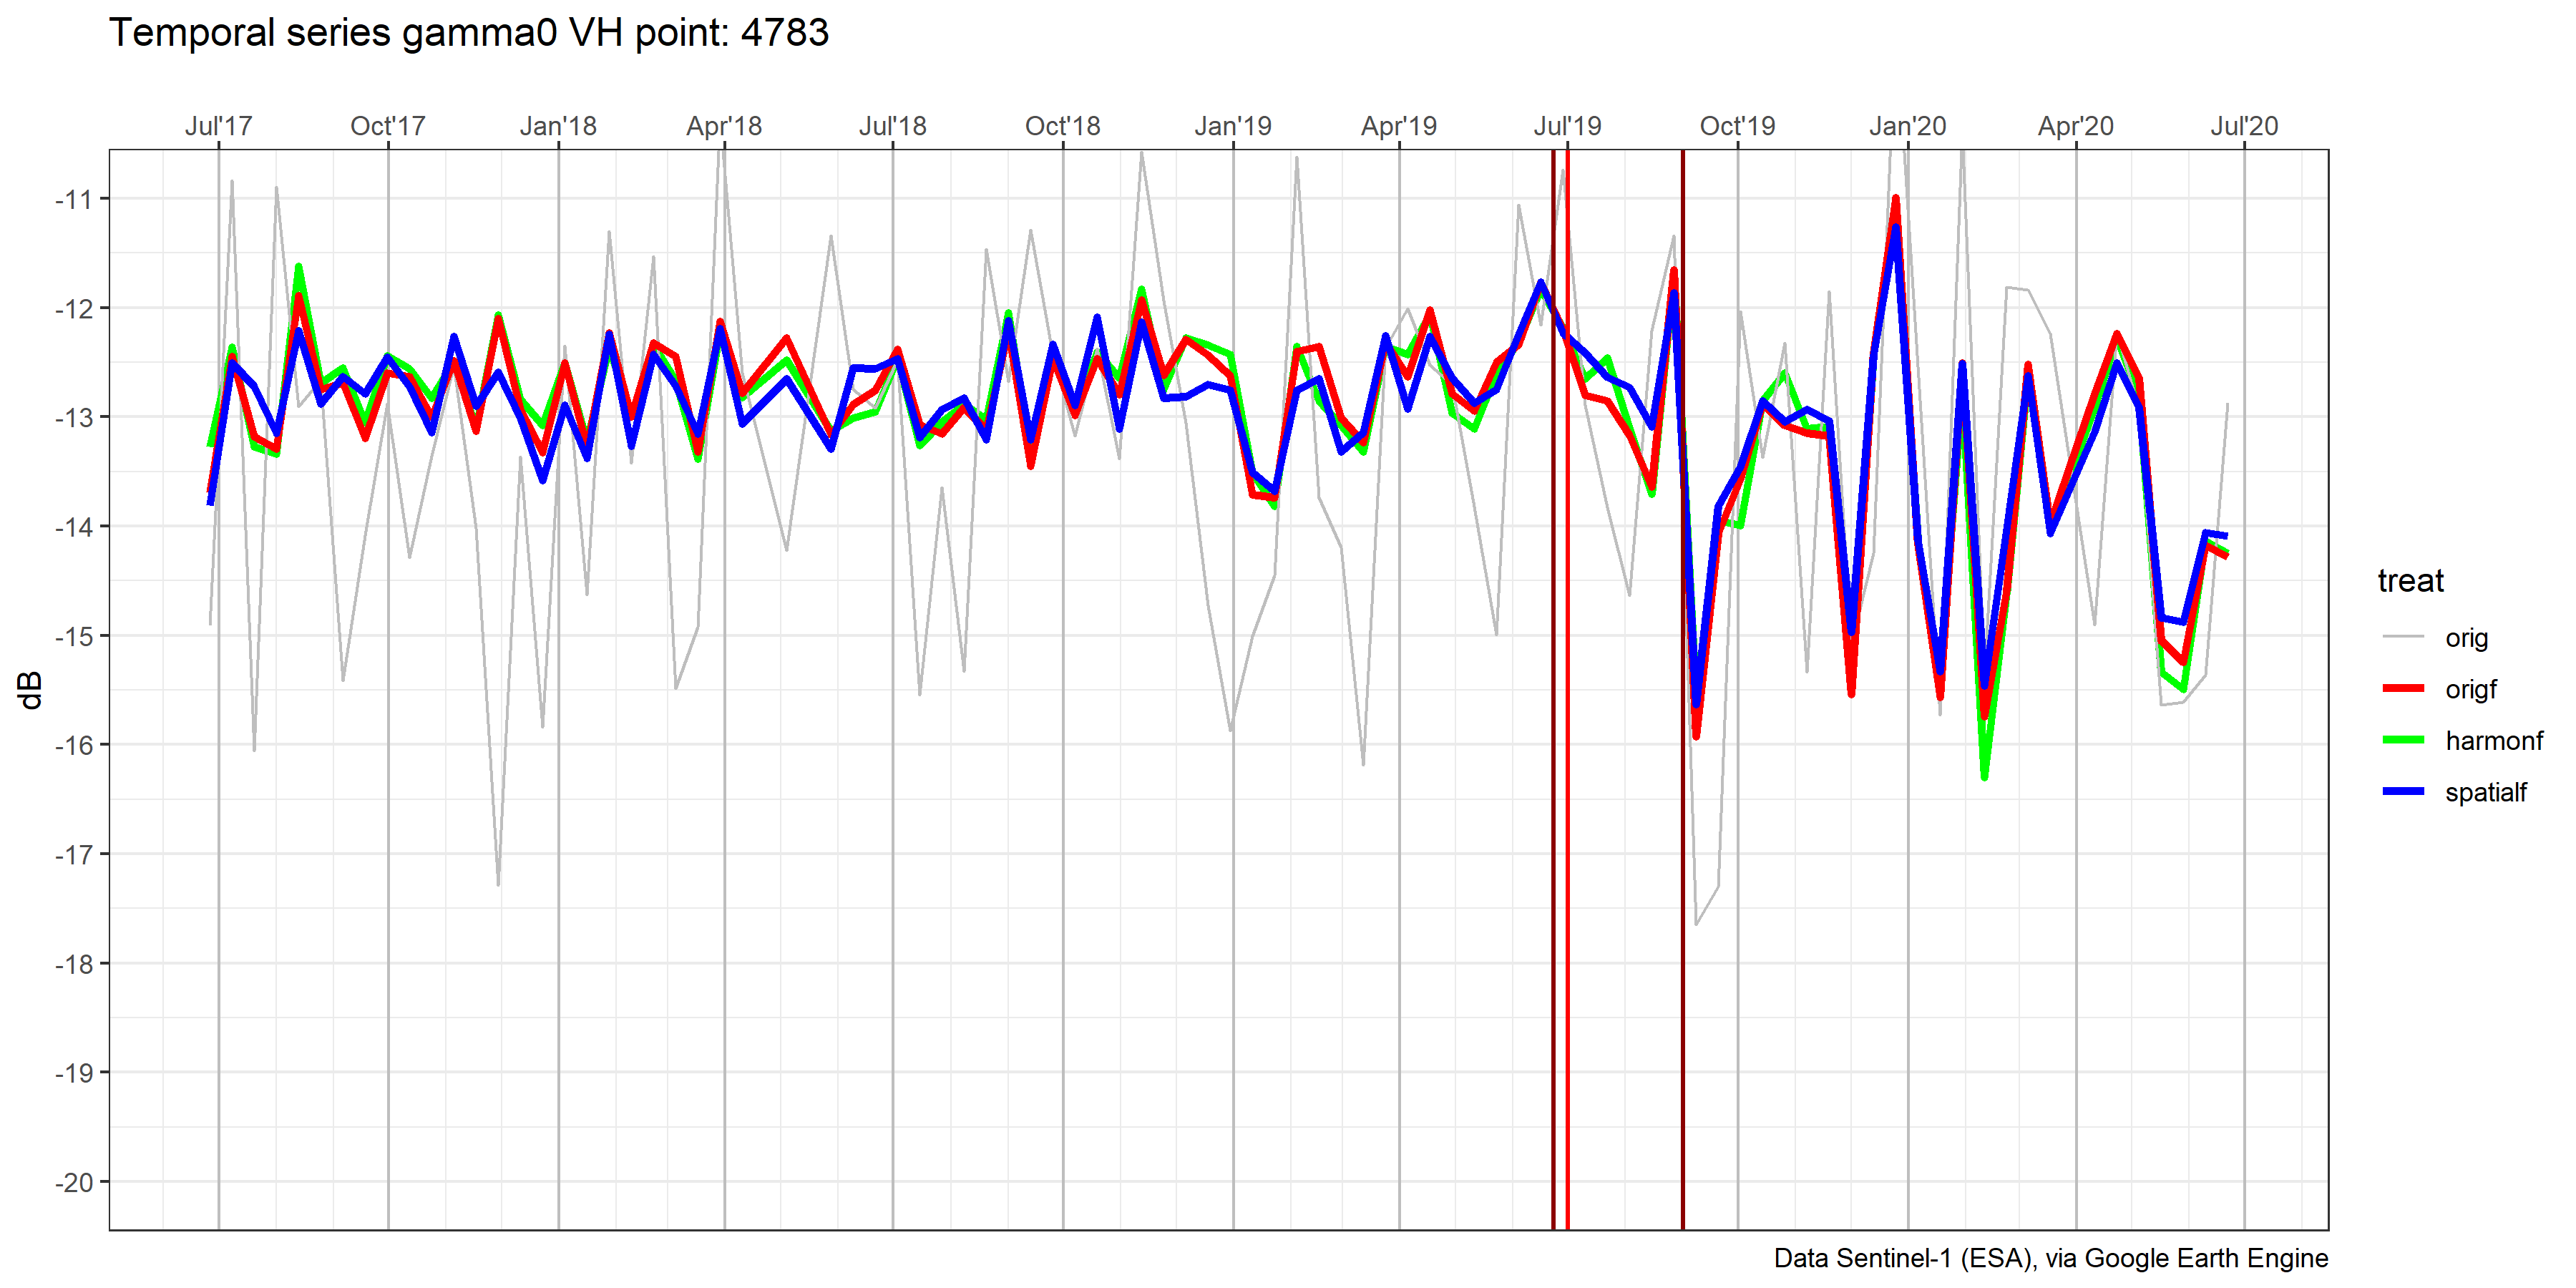 Temporal series gamma0 VH point: 4783
Jul'17 Oct'17 Jan'18 Apr'18 Jul'18 Oct'18 Jan'19 Apr'19 Jul'19 Oct'19 Jan'20 Apr'20 Jul'20
-11
-12
-13
-14
-15
-16
-17
-18
-19
-20
dB
treat
orig
origf
harmonf
spatialf
Data Sentinel-1 (ESA), via Google Earth Engine